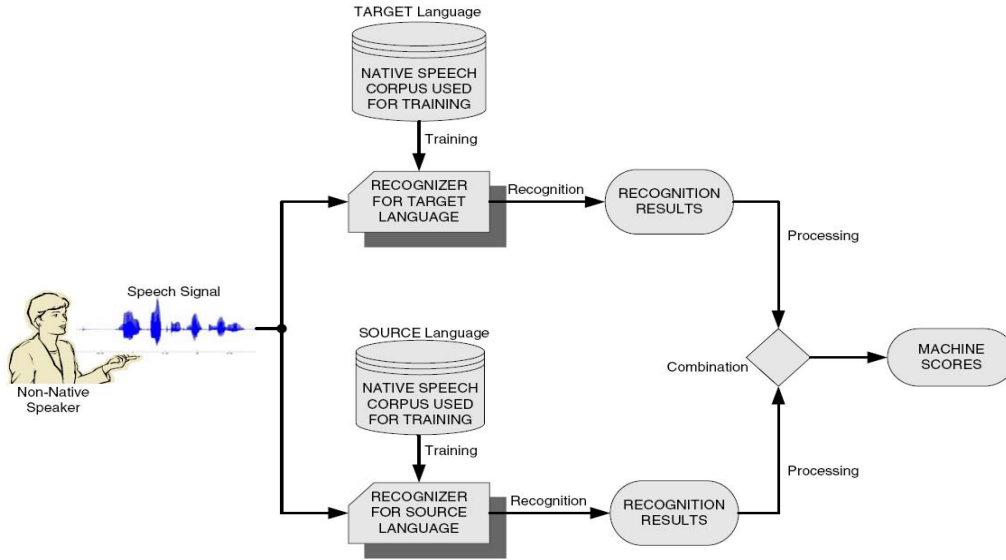 TARGET Language
NATIVE SPEECH
CORPUS USED
FOR TRAINING
Training
RECOGNIZER
FOR TARGET
LANGUAGE
Recognition
RECOGNITION
RESULTS
Processing
Speech Signal
Non-Native
Speaker
SOURCE Language
NATIVE SPEECH
CORPUS USED
FOR TRAINING
Training
RECOGNIZER
FOR SOURCE
LANGUAGE
Recognition
RECOGNITION
RESULTS
Processing
Combination
MACHINE
SCORES